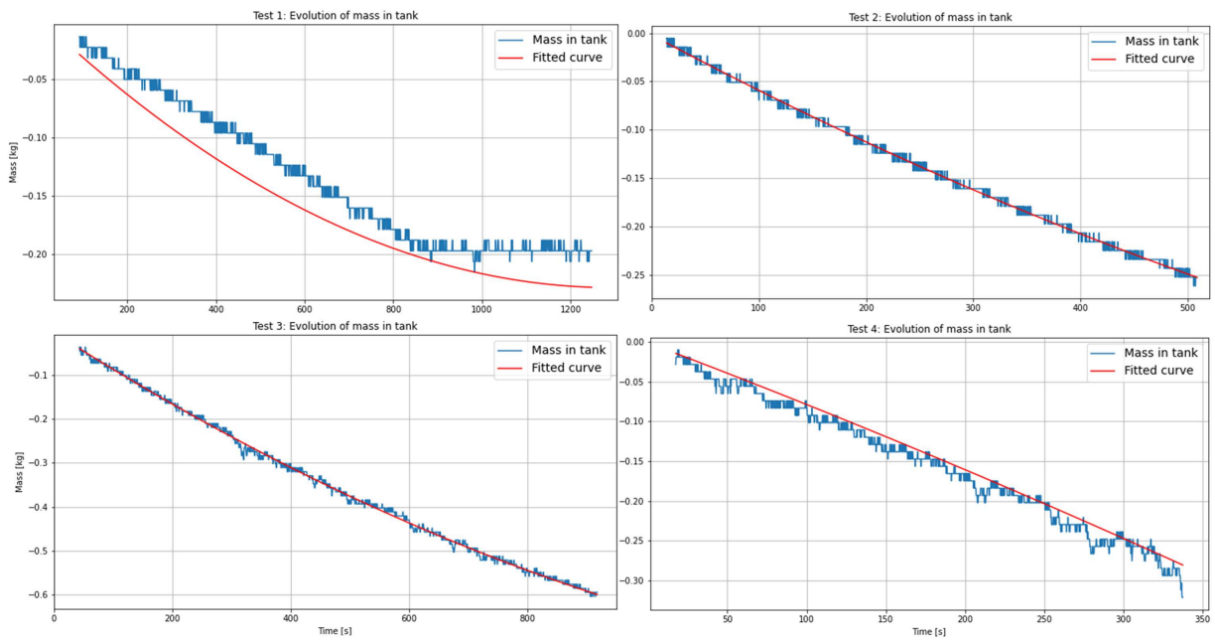 Test 1: Evolution of mass in tank
Mass in tank
Fitted curve
Mass [kg]
−0.05
−0.10
−0.15
−0.20
200
400
600
800
1000
1200
Test 2: Evolution of mass in tank
Mass in tank
Fitted curve
0.00
−0.05
−0.10
−0.15
−0.20
−0.25
0
100
200
300
400
500
Test 3: Evolution of mass in tank
Mass in tank
Fitted curve
Mass [kg]
−0.1
−0.2
−0.3
−0.4
−0.5
−0.6
0
200
400
600
800
Time [s]
Test 4: Evolution of mass in tank
Mass in tank
Fitted curve
0.00
−0.05
−0.10
−0.15
−0.20
−0.25
−0.30
50
100
150
200
250
300
350
Time [s]